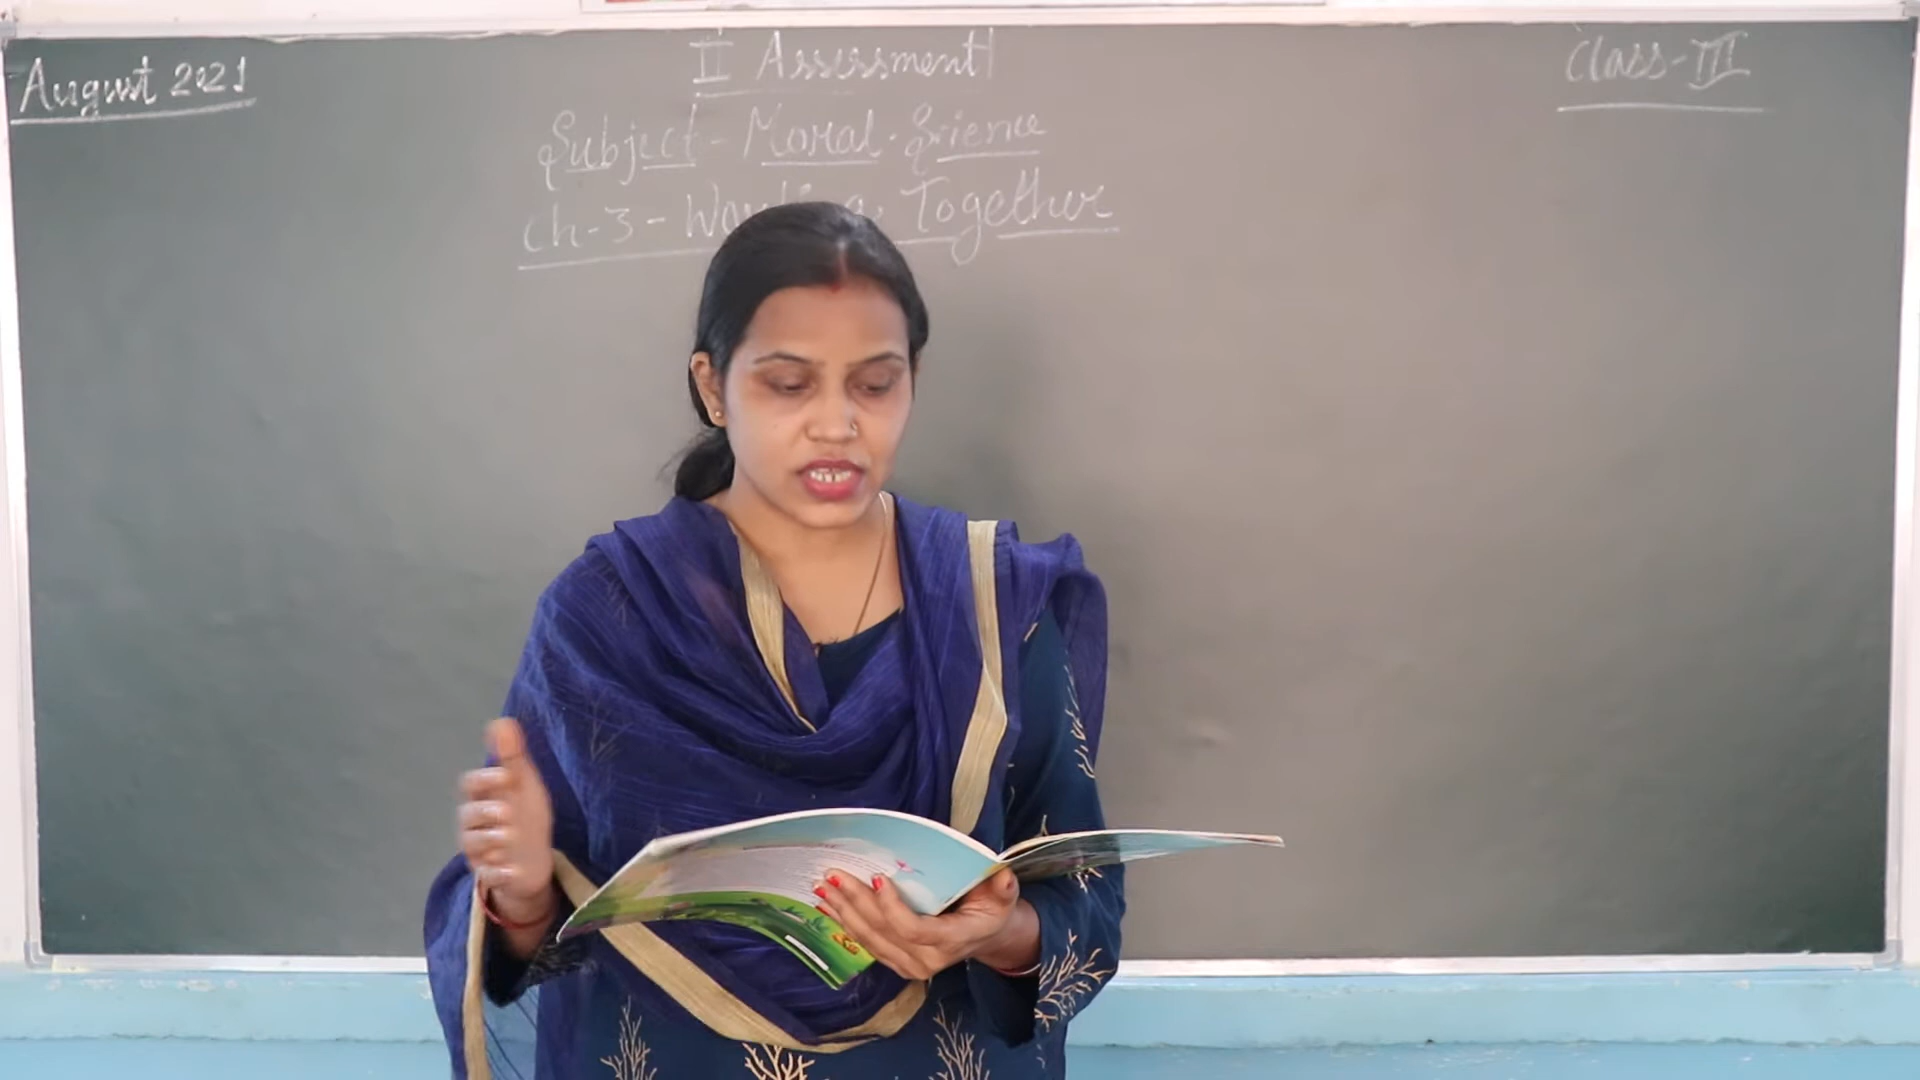 August 2021
II Assessment
Class-III
Subject - Moral. Science
Ch-3 - Together